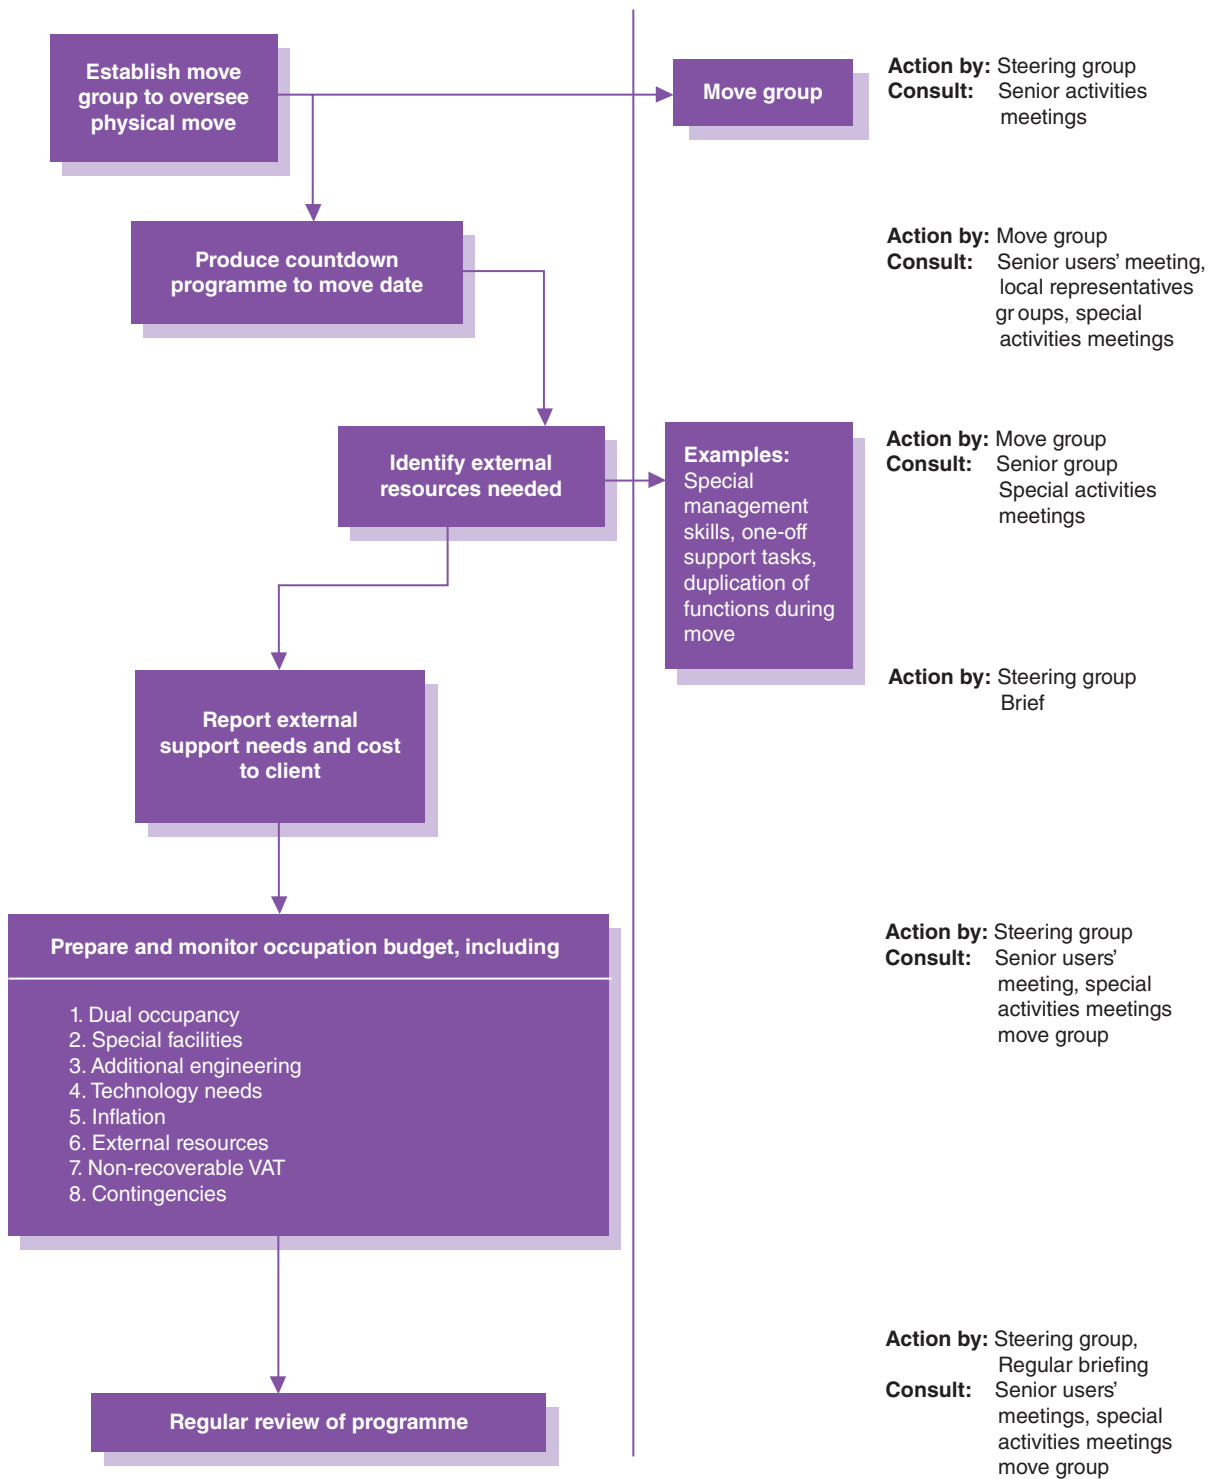 Establish move
group to oversee
physical move
Move group
Action by: Steering group
Consult: Senior activities
meetings
Produce countdown
programme to move date
Action by: Move group
Consult: Senior users' meeting,
local representatives
gr oups, special
activities meetings
Identify external
resources needed
Examples:
Special
management
skills, one-off
support tasks,
duplication of
functions during
move
Action by: Move group
Consult: Senior group
Special activities
meetings
Report external
support needs and cost
to client
Action by: Steering group
Brief
Prepare and monitor occupation budget, including
1. Dual occupancy
2. Special facilities
3. Additional engineering
4. Technology needs
5. Inflation
6. External resources
7. Non-recoverable VAT
8. Contingencies
Action by: Steering group
Consult: Senior users'
meeting, special
activities meetings
move group
Regular review of programme
Action by: Steering group,
Regular briefing
Consult: Senior users'
meetings, special
activities meetings
move group